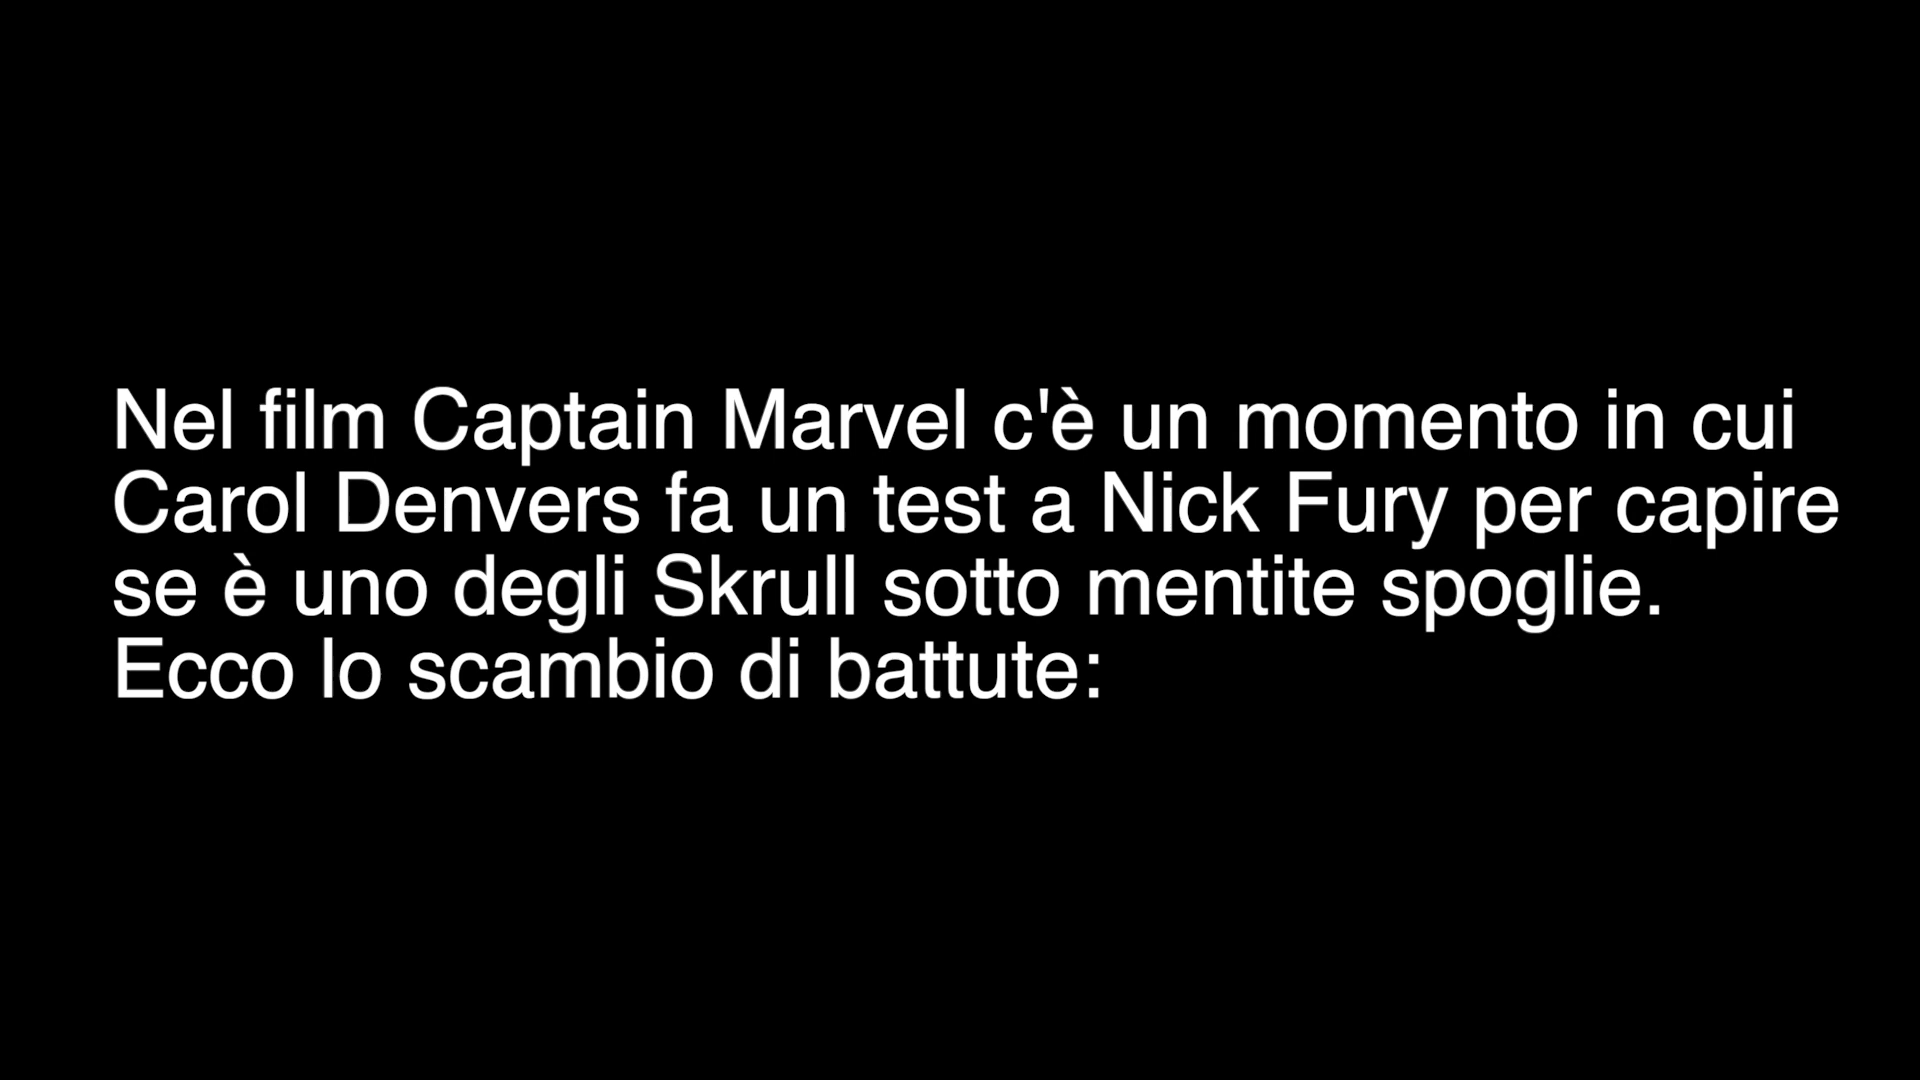 Nel film Captain Marvel c'è un momento in cui
Carol Denvers fa un test a Nick Fury per capire
se è uno degli Skrull sotto mentite spoglie.
Ecco lo scambio di battute: